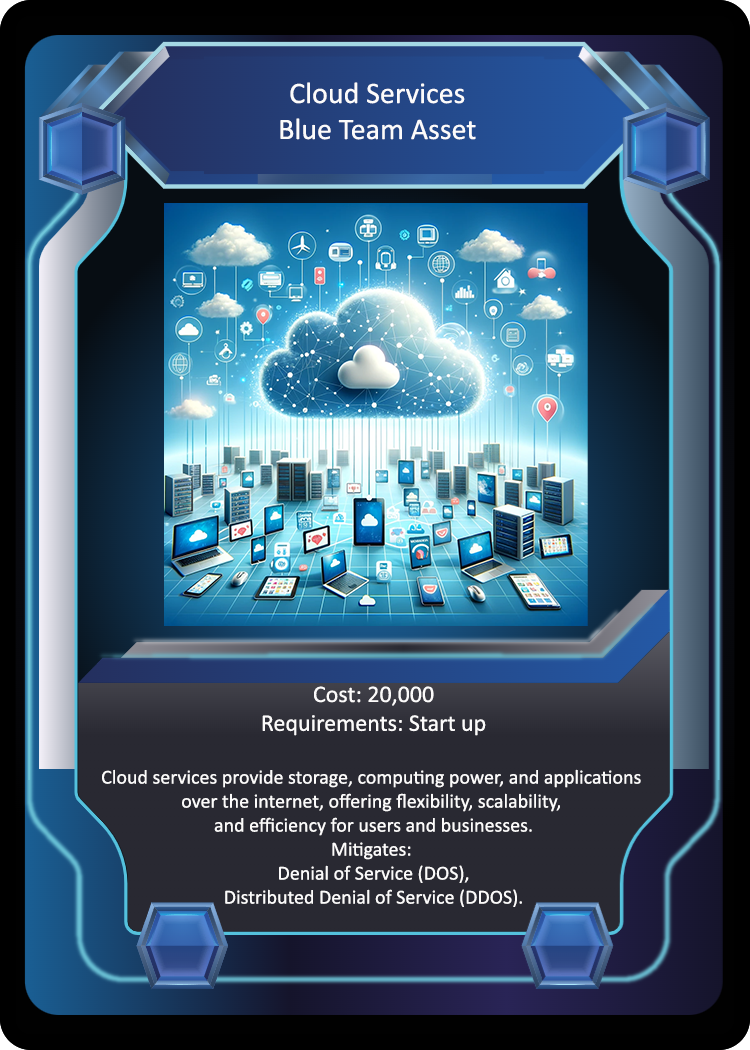 Cloud Services
Blue Team Asset
Cost: 20,000
Requirements: Start up
Cloud services provide storage, computing power, and applications
over the internet, offering flexibility, scalability,
and efficiency for users and businesses.
Mitigates:
Denial of Service (DOS),
Distributed Denial of Service (DDOS).